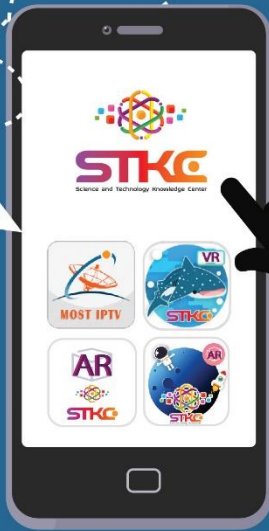 STKC
Science and Technology Knowledge Center
MOST IPTV
VR
STKC
AR
STKC
AR
STKC